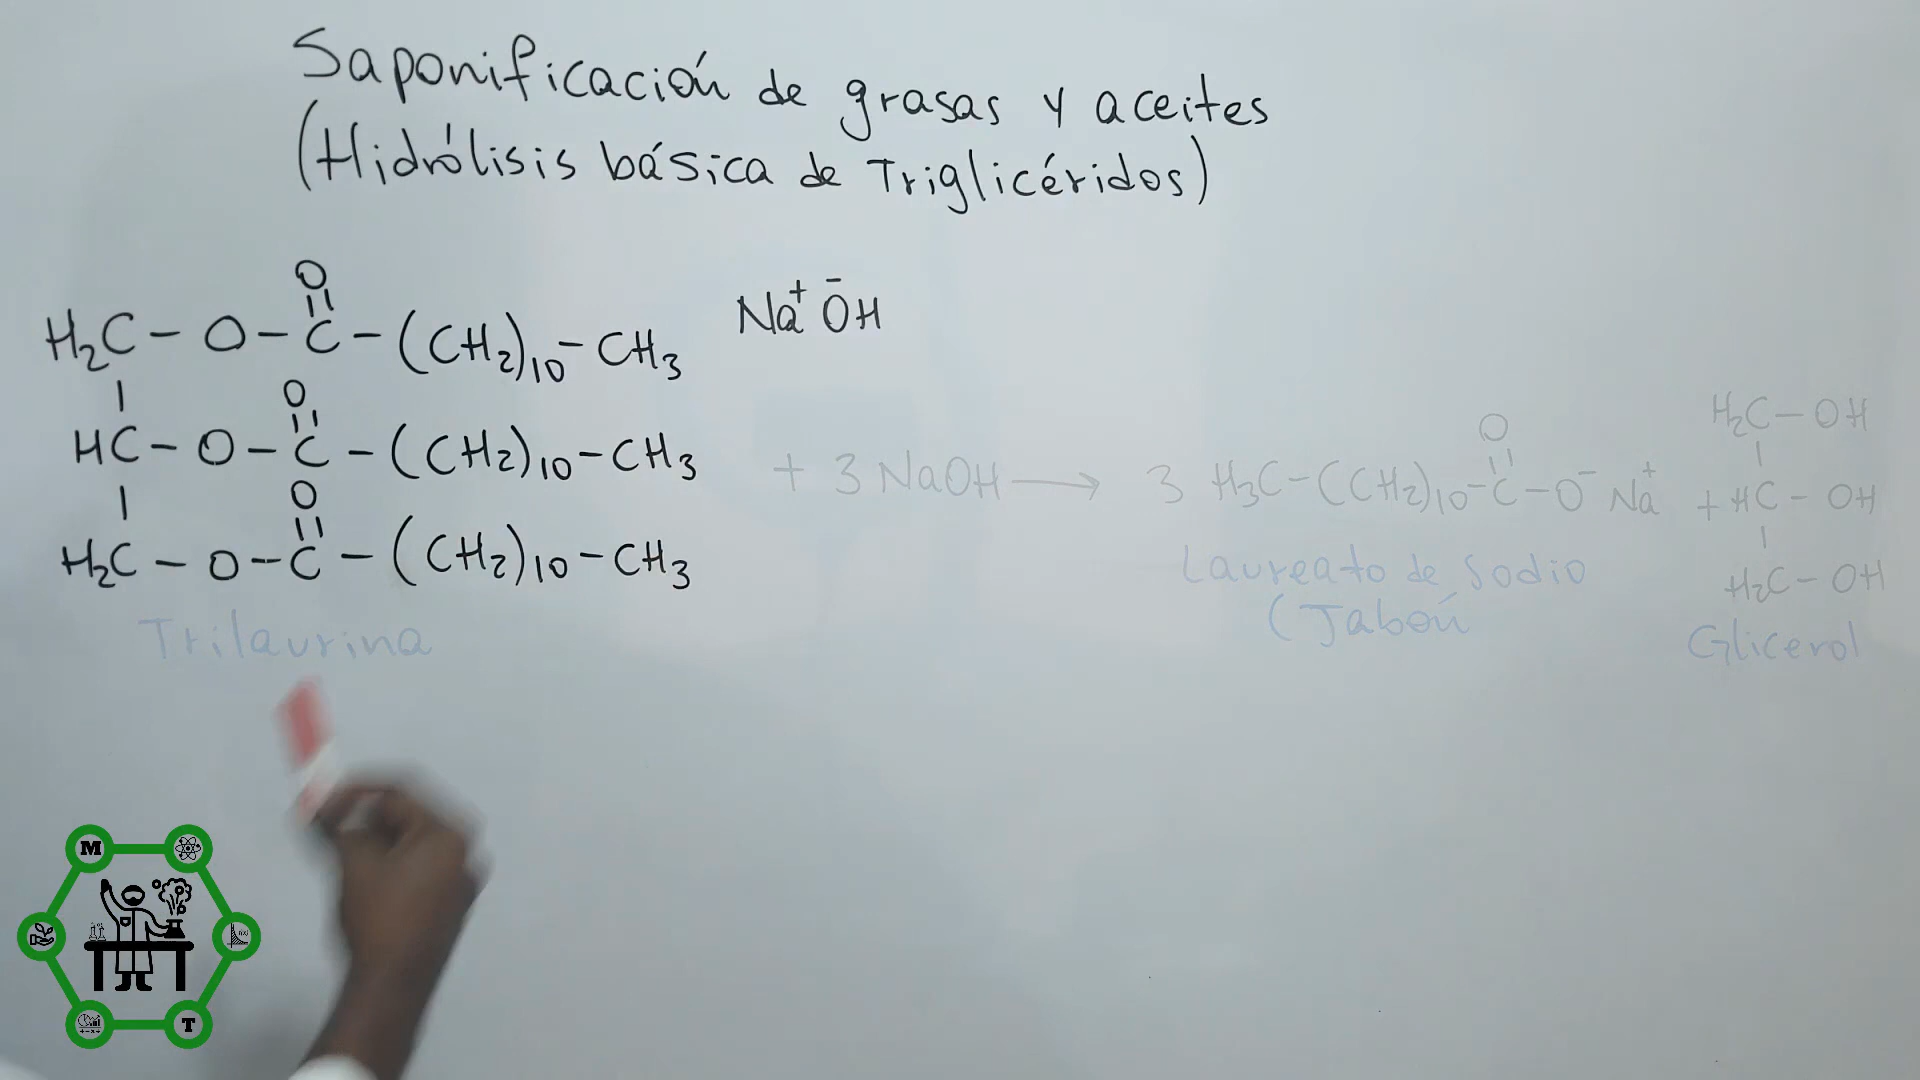 Saponificación de grasas y aceites
(Hidrólisis básica de Triglicéridos)
O
H₂C - O - C - (CH₂)₁₀ - CH₃
Na⁺ ŌH
O
HC - O - C - (CH₂)₁₀ - CH₃
O
H₂C - O - C - (CH₂)₁₀ - CH₃
Trilaurina
+ 3 NaOH → 3 H₃C - (CH₂)₁₀ - C - O⁻ Na⁺
O
Laureato de Sodio
(Jabón
+
H₂C - OH
HC - OH
H₂C - OH
Glicerol
M
T